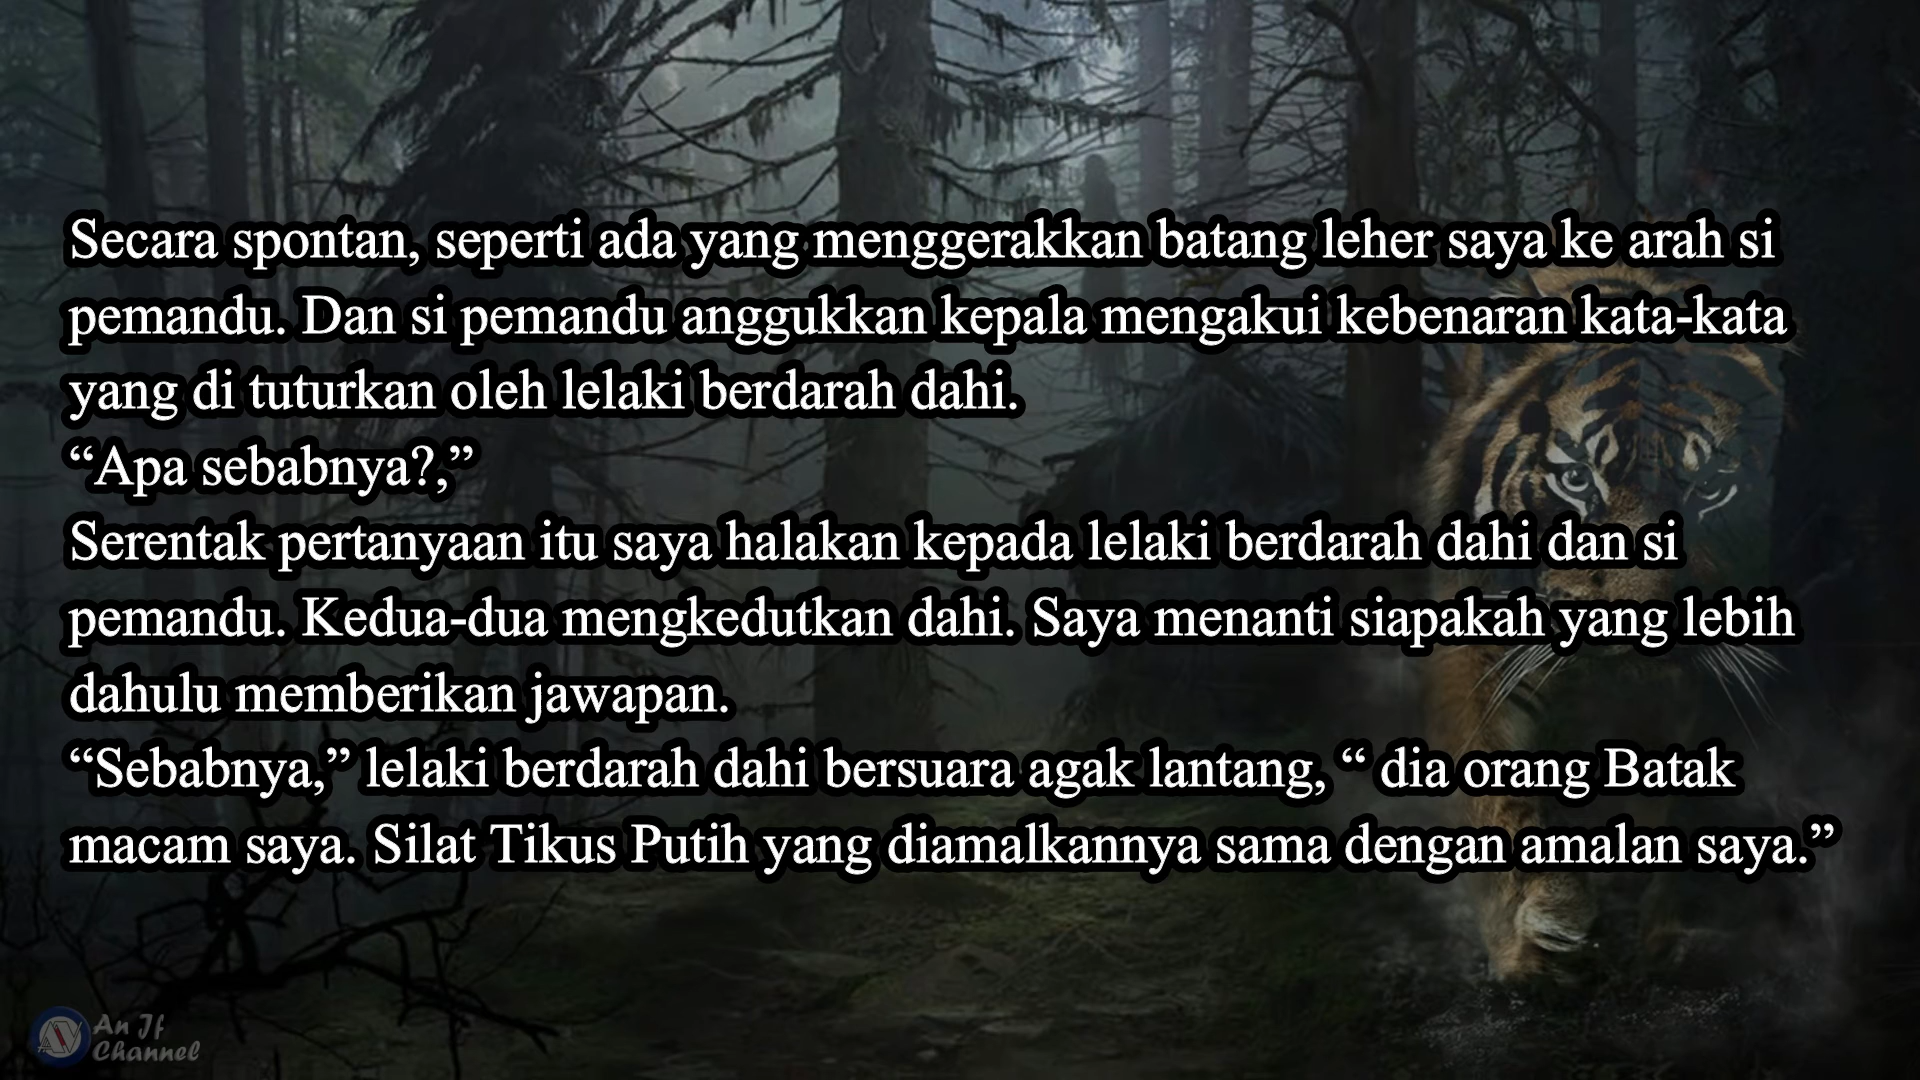 Secara spontan, seperti ada yang menggerakkan batang leher saya ke arah si
pemandu. Dan si pemandu anggukkan kepala mengakui kebenaran kata-kata
yang di tuturkan oleh lelaki berdarah dahi.
“Apa sebabnya?,”
Serentak pertanyaan itu saya halakan kepada lelaki berdarah dahi dan si
pemandu. Kedua-dua mengkedutkan dahi. Saya menanti siapakah yang lebih
dahulu memberikan jawapan.
“Sebabnya,” lelaki berdarah dahi bersuara agak lantang, “ dia orang Batak
macam saya. Silat Tikus Putih yang diamalkannya sama dengan amalan saya.”
An Jf
Channel